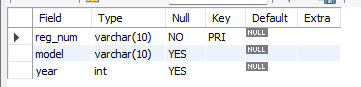 Field Type Null Key Default Extra
reg_num varchar(10) NO PRI NULL
model varchar(10) YES NULL
year int YES NULL